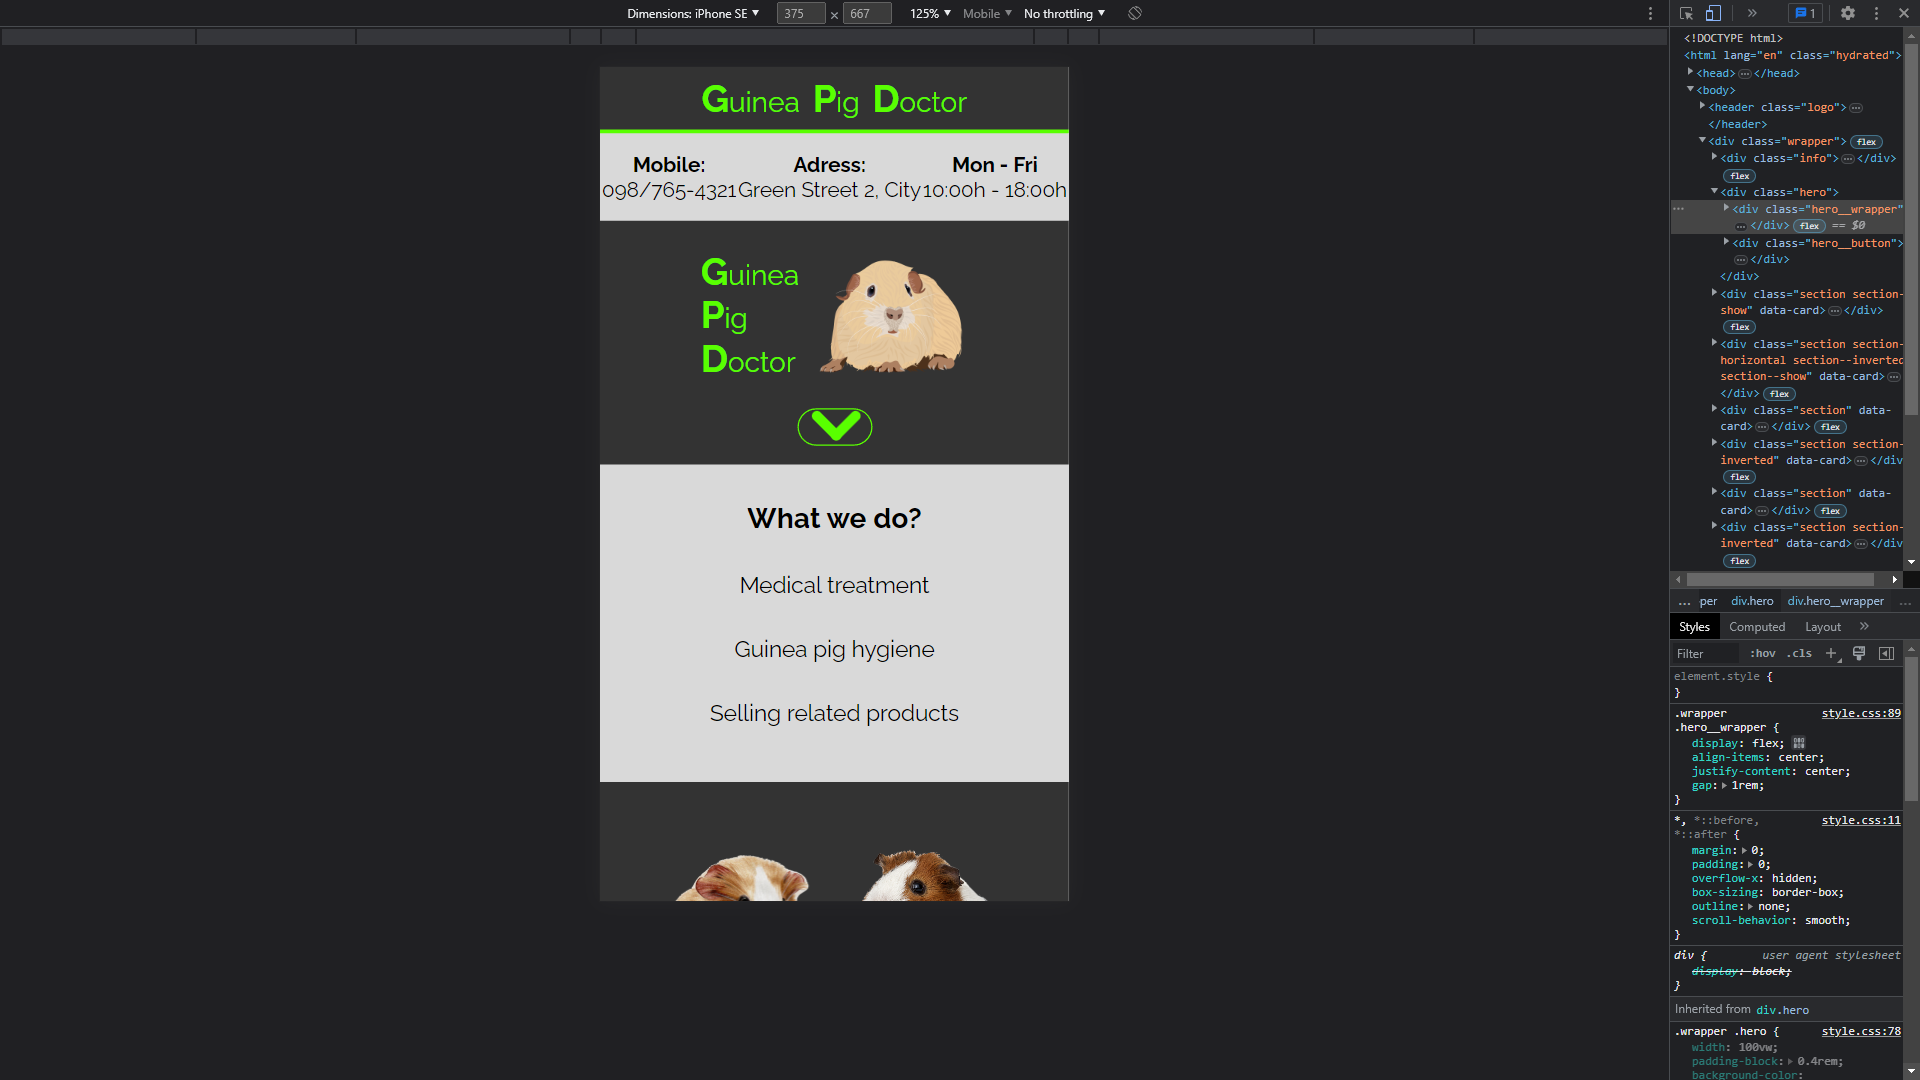 Dimensions: iPhone SE 375 x 667 125% Mobile No throttling
Guinea Pig Doctor
Mobile: Adress: Mon - Fri
098/765-4321 Green Street 2, City 10:00h - 18:00h
Guinea
Pig
Doctor
What we do?
Medical treatment
Guinea pig hygiene
Selling related products
1
<!DOCTYPE html>
<html lang="en" class="hydrated">
<head> … </head>
<body>
<header class="logo"> …
</header>
<div class="wrapper"> flex
<div class="info"> … </div>
flex
<div class="hero">
<div class="hero__wrapper"
… </div> flex == $0
<div class="hero__button">
… </div>
</div>
<div class="section section-
show" data-card> … </div>
flex
<div class="section section-
horizontal section--inverted
section--show" data-card> …
</div> flex
<div class="section" data-
card> … </div> flex
<div class="section section-
inverted" data-card> … </div
flex
<div class="section" data-
card> … </div> flex
<div class="section section-
inverted" data-card> … </div
flex
… per div.hero div.hero__wrapper …
Styles Computed Layout
Filter :hov .cls
element.style {
}
.wrapper style.css:89
.hero__wrapper {
display: flex;
align-items: center;
justify-content: center;
gap: 1rem;
}
*, *::before, style.css:11
*::after {
margin: 0;
padding: 0;
overflow-x: hidden;
box-sizing: border-box;
outline: none;
scroll-behavior: smooth;
}
div { user agent stylesheet
display: block;
}
Inherited from div.hero
.wrapper .hero { style.css:78
width: 100vw;
padding-block: 0.4rem;
background-color: